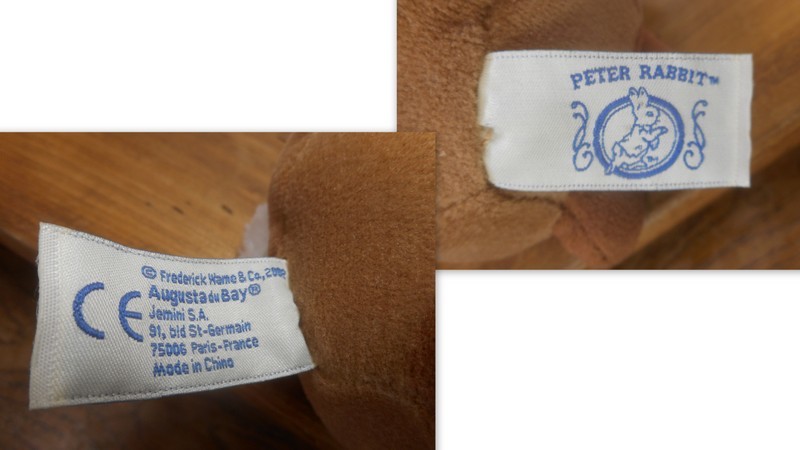 PETER RABBIT™
CE
© Frederick Warne & Co., 2002
Augusta du Bay®
Jemini S.A.
91, bld St-Germain
75006 Paris-France
Made in China